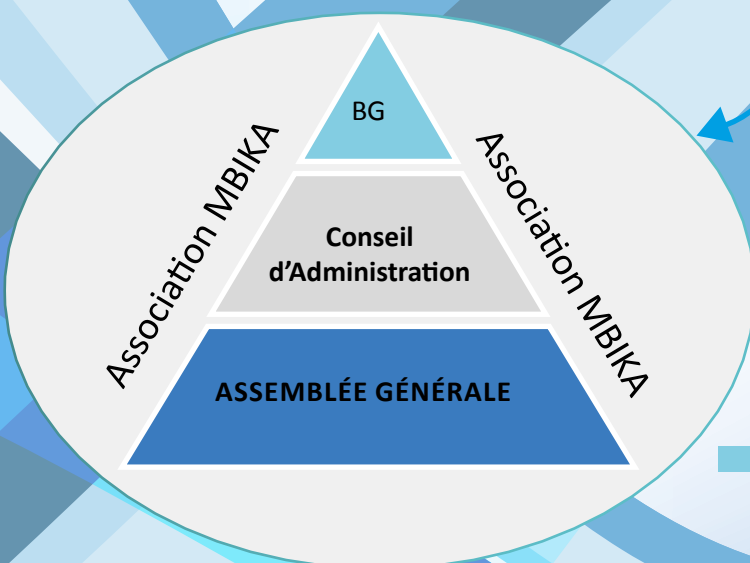 BG
Association MBIKA
Association MBIKA
Conseil
d’Administration
ASSEMBLÉE GÉNÉRALE